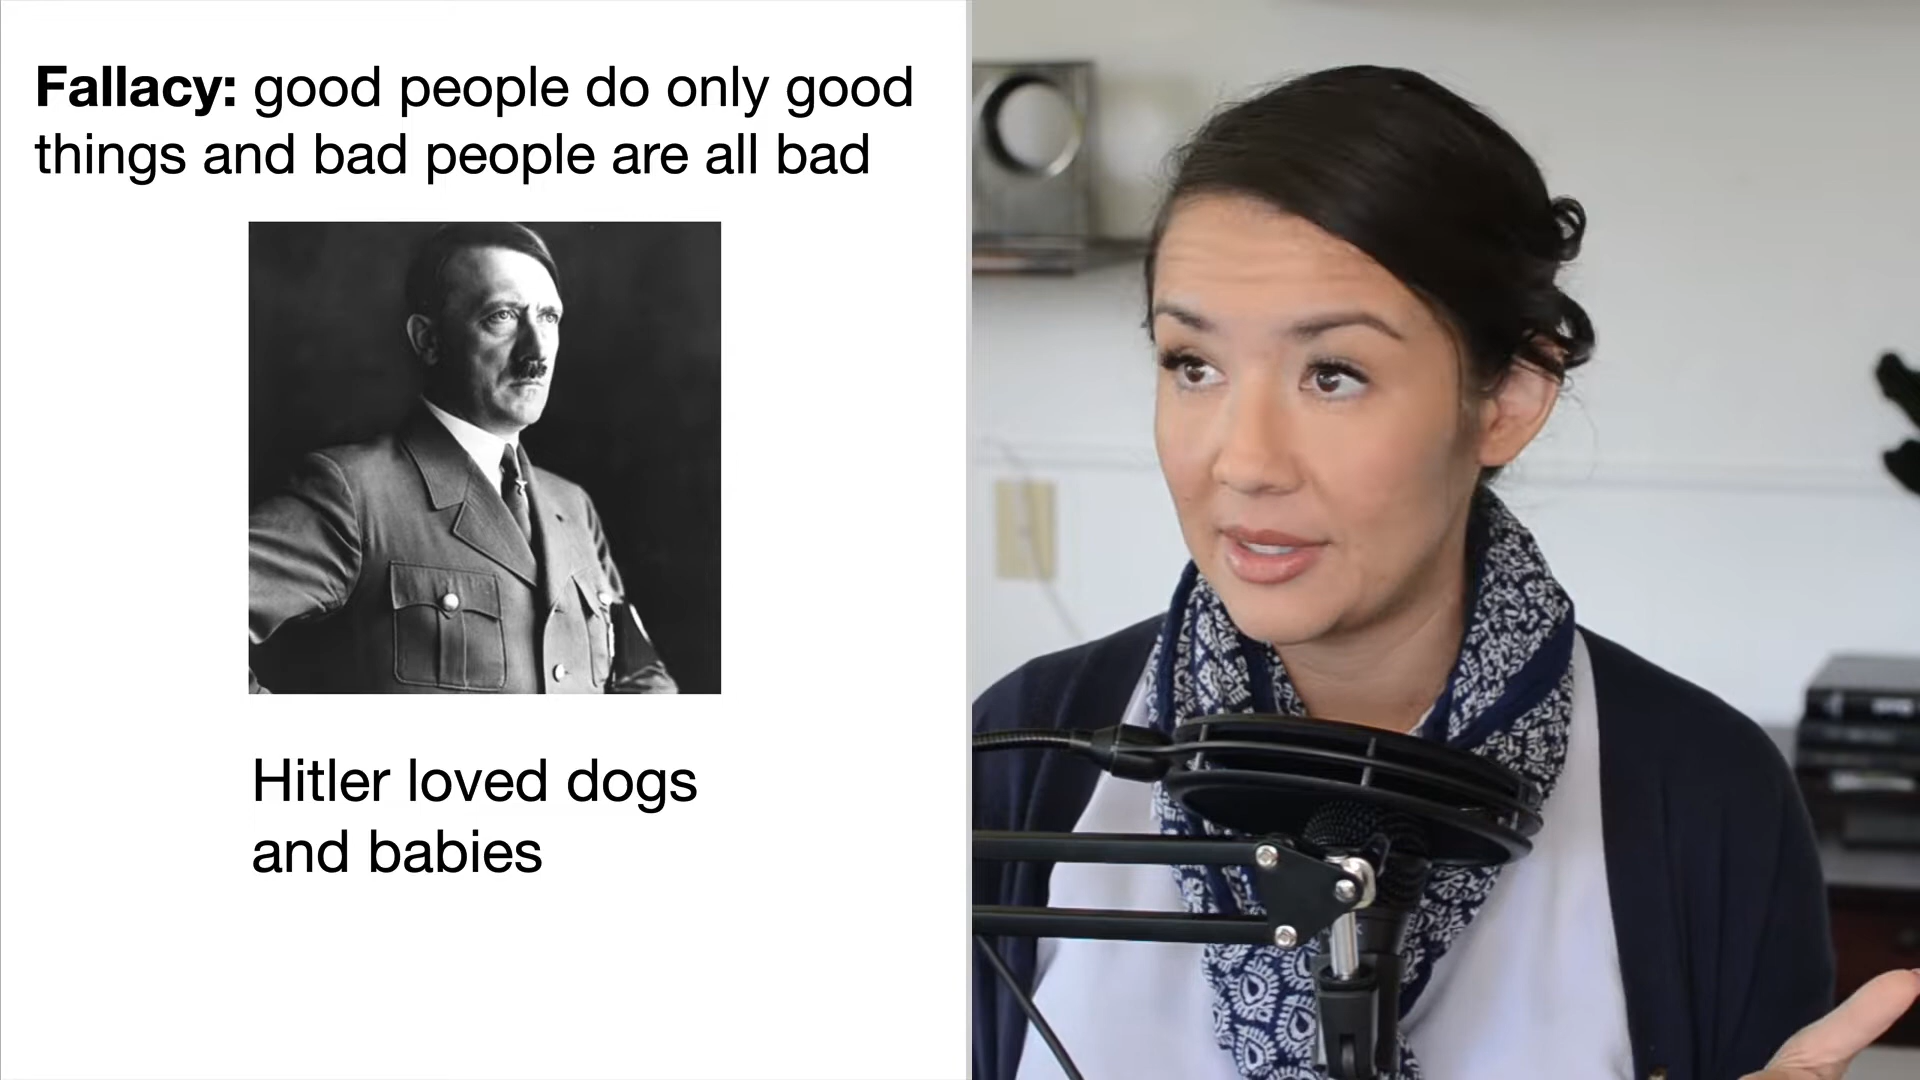 Fallacy: good people do only good
things and bad people are all bad
Hitler loved dogs
and babies